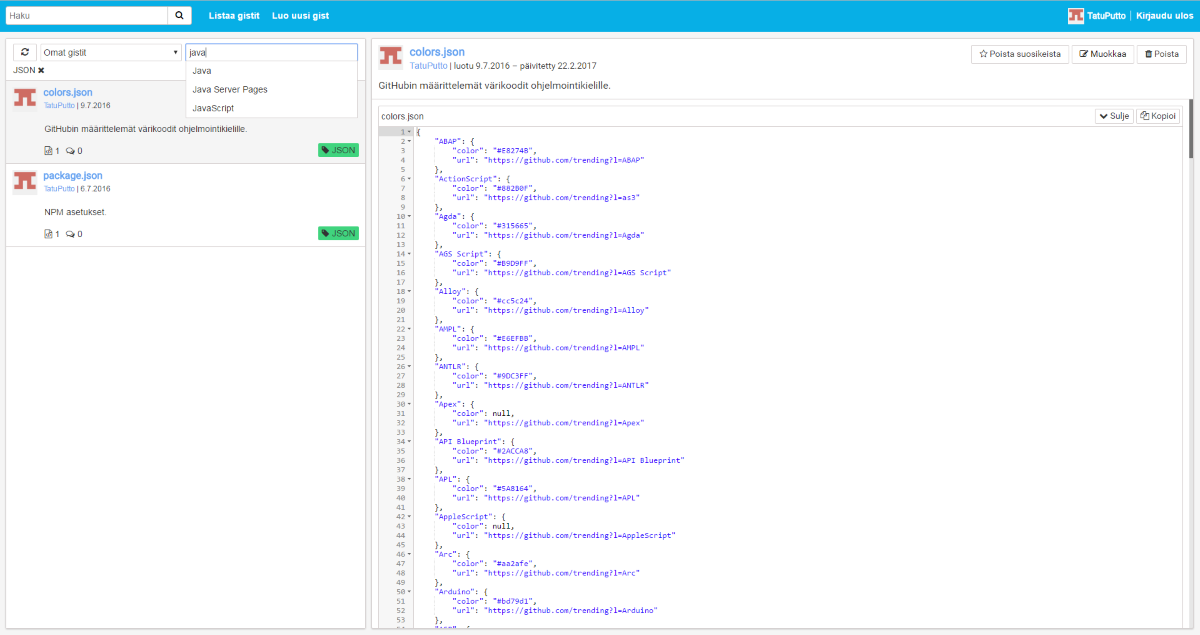 Haku
Listaa gistit Luo uusi gist
TatuPutto Kirjaudu ulos
Omat gistit java
JSON
Java
Java Server Pages
JavaScript
colors.json
TatuPutto | 9.7.2016
GitHubin määrittelemät värikoodit ohjelmointikielille.
1 0
JSON
package.json
TatuPutto | 6.7.2016
NPM asetukset.
1 0
JSON
colors.json
TatuPutto | luotu 9.7.2016 – päivitetty 22.2.2017
Poista suosikeista Muokkaa Poista
GitHubin määrittelemät värikoodit ohjelmointikielille.
colors.json Sulje Kopioi
1 {
2 "ABAP": {
3 "color": "#E8274B",
4 "url": "https://github.com/trending?l=ABAP"
5 },
6 "ActionScript": {
7 "color": "#882B0F",
8 "url": "https://github.com/trending?l=as3"
9 },
10 "Agda": {
11 "color": "#315665",
12 "url": "https://github.com/trending?l=Agda"
13 },
14 "AGS Script": {
15 "color": "#B9D9FF",
16 "url": "https://github.com/trending?l=AGS Script"
17 },
18 "Alloy": {
19 "color": "#cc5c24",
20 "url": "https://github.com/trending?l=Alloy"
21 },
22 "AMPL": {
23 "color": "#E6EFBB",
24 "url": "https://github.com/trending?l=AMPL"
25 },
26 "ANTLR": {
27 "color": "#9DC3FF",
28 "url": "https://github.com/trending?l=ANTLR"
29 },
30 "Apex": {
31 "color": null,
32 "url": "https://github.com/trending?l=Apex"
33 },
34 "API Blueprint": {
35 "color": "#2ACCA8",
36 "url": "https://github.com/trending?l=API Blueprint"
37 },
38 "APL": {
39 "color": "#5A8164",
40 "url": "https://github.com/trending?l=APL"
41 },
42 "AppleScript": {
43 "color": null,
44 "url": "https://github.com/trending?l=AppleScript"
45 },
46 "Arc": {
47 "color": "#aa2afe",
48 "url": "https://github.com/trending?l=Arc"
49 },
50 "Arduino": {
51 "color": "#bd79d1",
52 "url": "https://github.com/trending?l=Arduino"
53 },